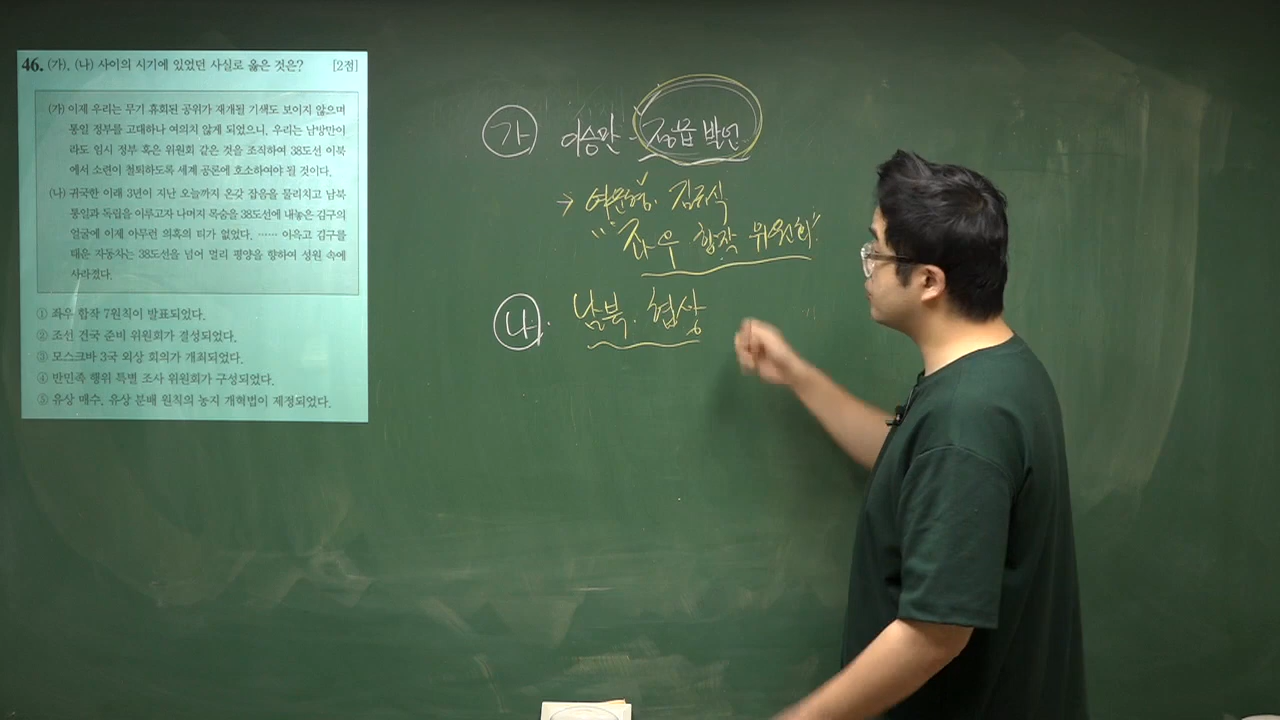 46. (가), (나) 사이의 시기에 있었던 사실로 옳은 것은? [2점]
(가) 이제 우리는 무기 휴회된 공위가 재개될 기색도 보이지 않으며
통일 정부를 고대하나 여의치 않게 되었으니, 우리는 남방만이
라도 임시 정부 혹은 위원회 같은 것을 조직하여 38도선 이북
에서 소련이 철퇴하도록 세계 공론에 호소하여야 될 것이다.
(나) 귀국한 이래 3년이 지난 오늘까지 온갖 잡음을 물리치고 남북
통일과 독립을 이루고자 나머지 목숨을 38도선에 내놓은 김구의
얼굴에 이제 아무런 의혹의 티가 없었다. …… 이윽고 김구를
태운 자동차는 38도선을 넘어 멀리 평양을 향하여 성원 속에
사라졌다.
① 좌우 합작 7원칙이 발표되었다.
② 조선 건국 준비 위원회가 결성되었다.
③ 모스크바 3국 외상 회의가 개최되었다.
④ 반민족 행위 특별 조사 위원회가 구성되었다.
⑤ 유상 매수, 유상 분배 원칙의 농지 개혁법이 제정되었다.
가 이승만 - 정읍 발언
→ 여운형. 김규식
"좌우 합작 위원회"
나. 남북. 협상